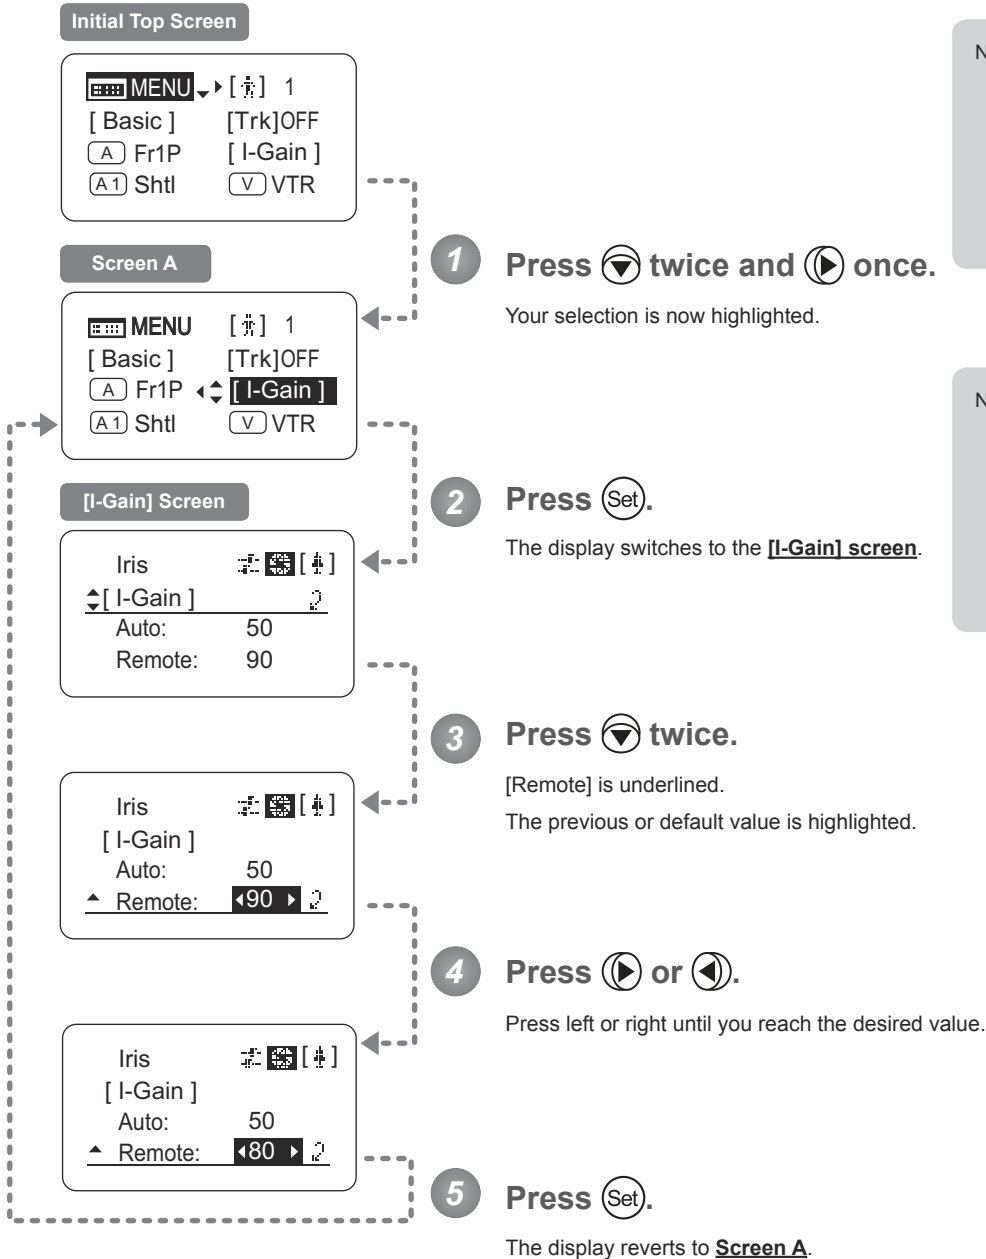 Initial Top Screen
MENU [ ] 1
[ Basic ] [Trk]OFF
A Fr1P [ I-Gain ]
A1 Shtl V VTR
Screen A
MENU [ ] 1
[ Basic ] [Trk]OFF
A Fr1P [ I-Gain ]
A1 Shtl V VTR
1 Press twice and once.
Your selection is now highlighted.
[I-Gain] Screen
Iris [ ]
[ I-Gain ]
Auto: 50
Remote: 90
2 Press Set.
The display switches to the [I-Gain] screen.
3 Press twice.
[Remote] is underlined.
The previous or default value is highlighted.
Iris [ ]
[ I-Gain ]
Auto: 50
Remote: 90
4 Press or .
Press left or right until you reach the desired value.
Iris [ ]
[ I-Gain ]
Auto: 50
Remote: 80
5 Press Set.
The display reverts to Screen A.